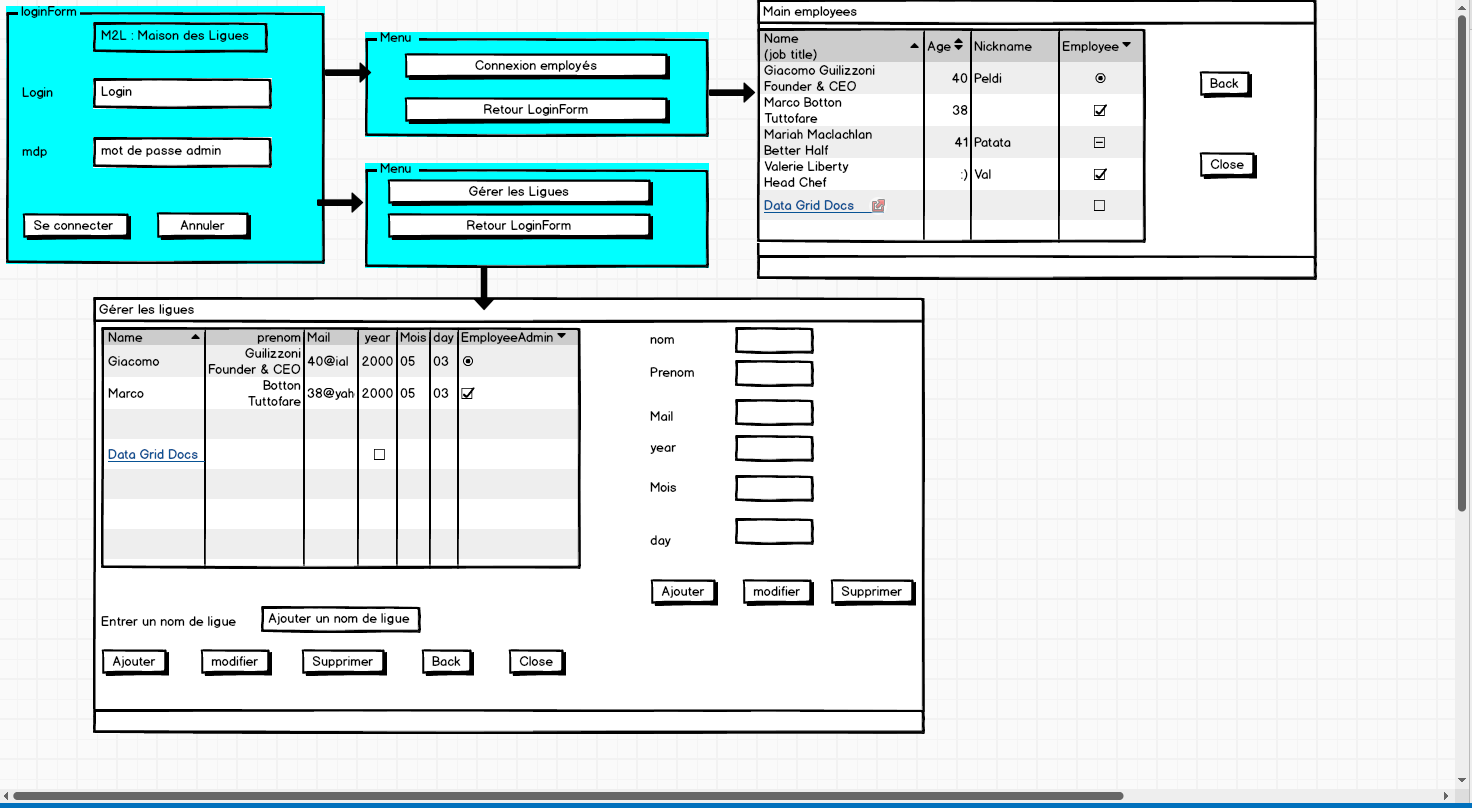 loginForm
M2L : Maison des Ligues
Login
Login
mdp
mot de passe admin
Se connecter
Annuler
Menu
Connexion employés
Retour LoginForm
Menu
Gérer les Ligues
Retour LoginForm
Main employees
Name
(job title)
Age
Nickname
Employee
Giacomo Guilizzoni
Founder & CEO
40
Peldi
Marco Botton
Tuttofare
38
Mariah Maclachlan
Better Half
41
Patata
Valerie Liberty
Head Chef
:)
Val
Data Grid Docs
Back
Close
Gérer les ligues
Name
prenom
Mail
year
Mois
day
EmployeeAdmin
Giacomo
Guilizzoni
Founder & CEO
40@ial
2000
05
03
Marco
Botton
Tuttofare
38@yah
2000
05
03
Data Grid Docs
nom
Prenom
Mail
year
Mois
day
Ajouter
modifier
Supprimer
Entrer un nom de ligue
Ajouter un nom de ligue
Ajouter
modifier
Supprimer
Back
Close